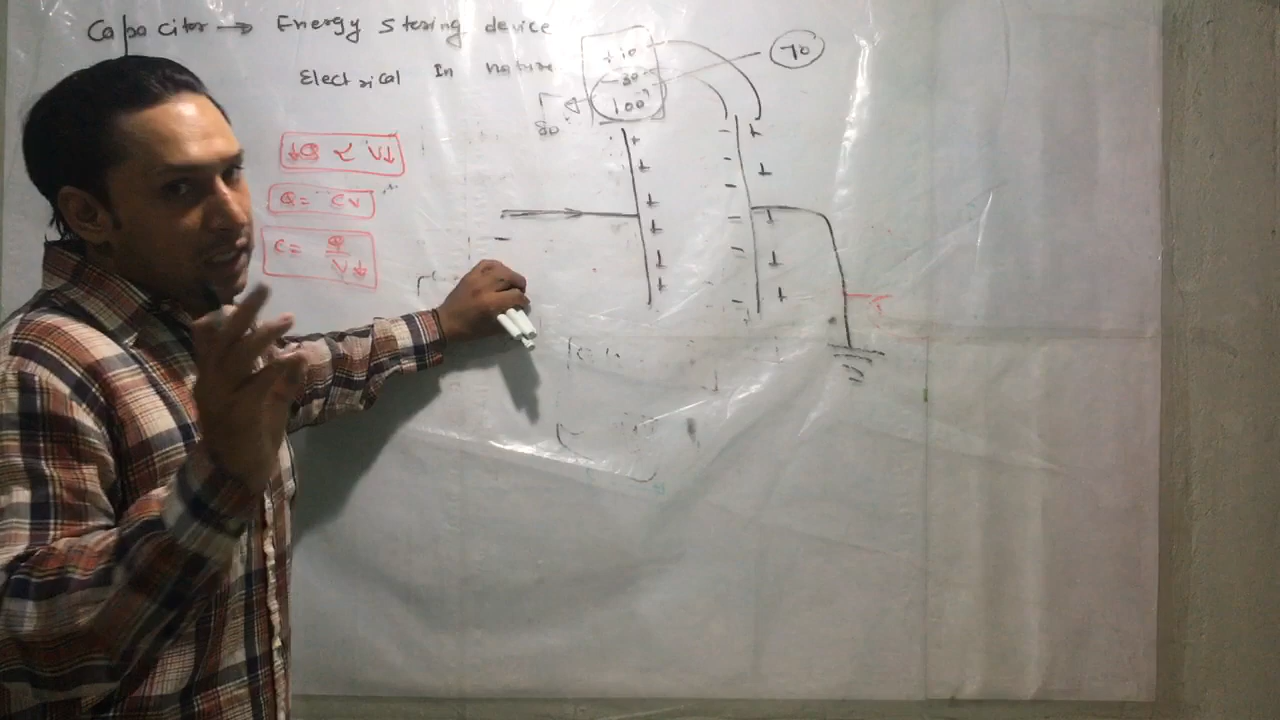 Capacitor → Energy Storing device
Electrical In nature
+10
-30
100
70
80
↓Q ∝ V↓
Q = CV
C = Q
V↓